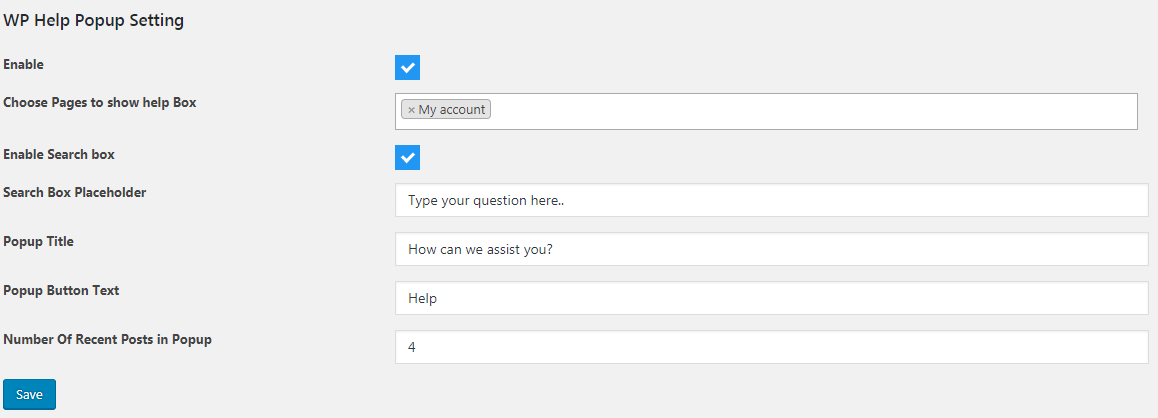 WP Help Popup Setting
Enable
Choose Pages to show help Box
× My account
Enable Search box
Search Box Placeholder
Type your question here..
Popup Title
How can we assist you?
Popup Button Text
Help
Number Of Recent Posts in Popup
4
Save